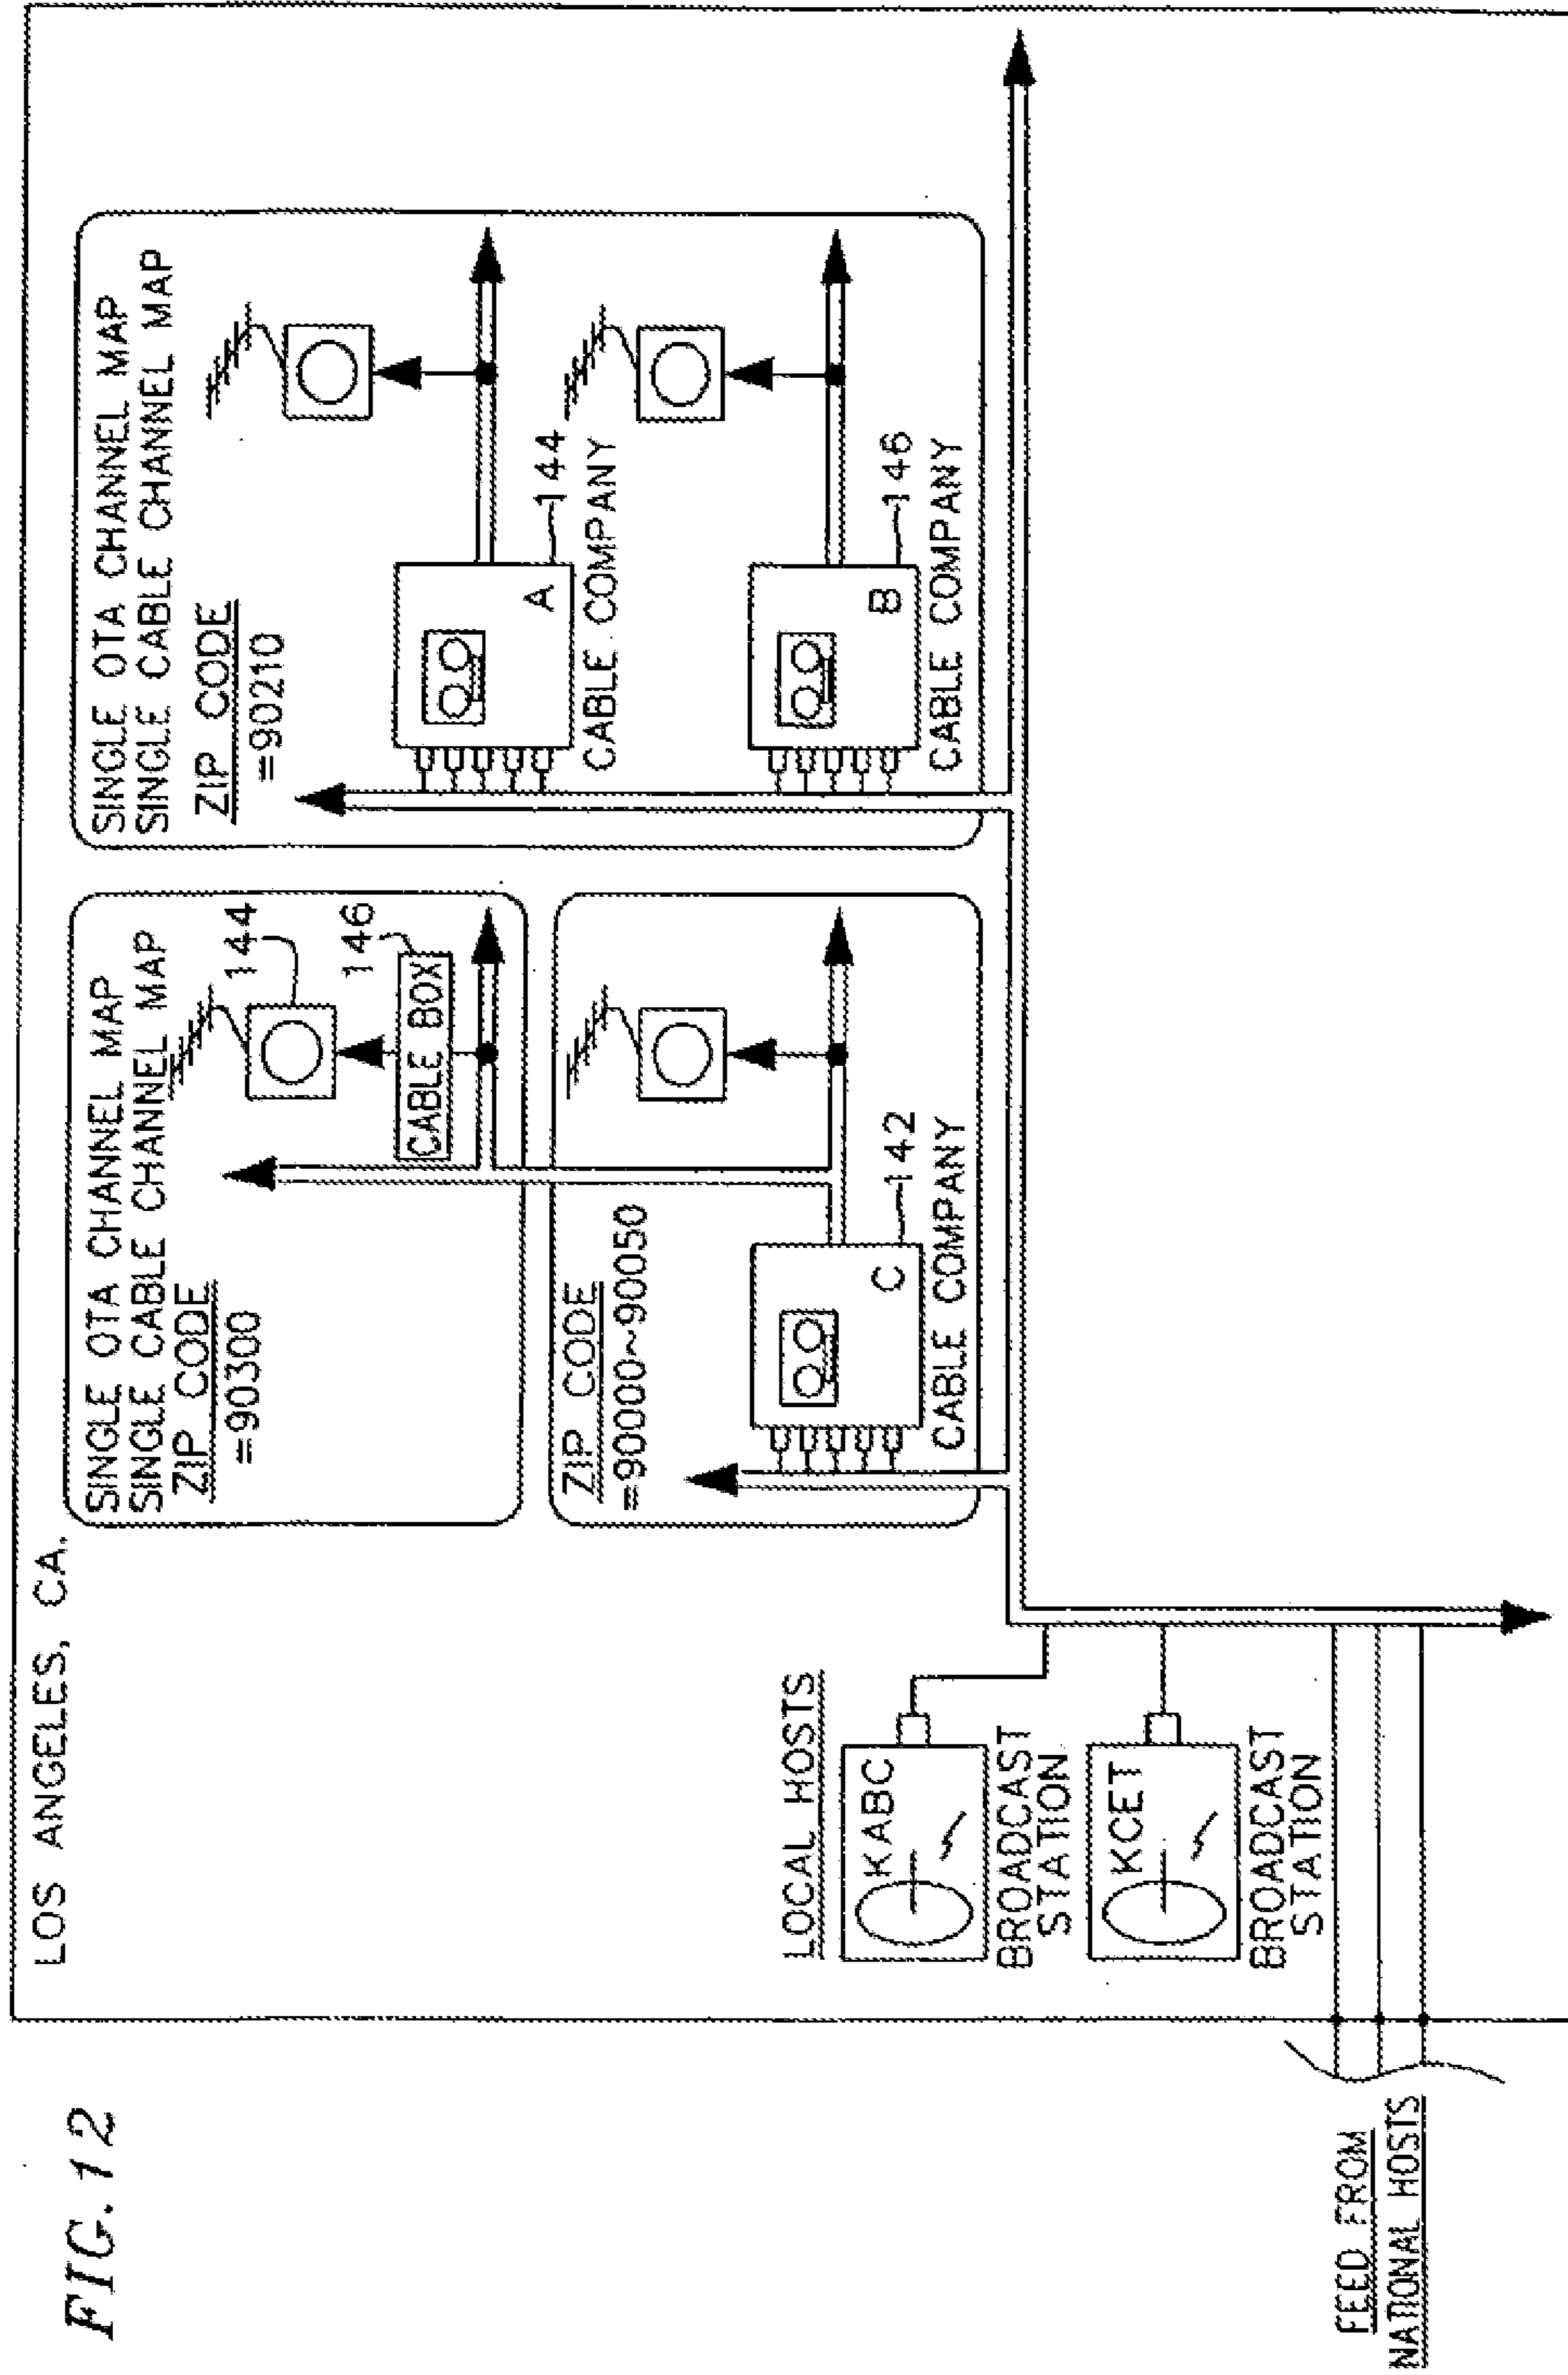 FIG. 12
LOS ANGELES, CA.
SINGLE OTA CHANNEL MAP
SINGLE CABLE CHANNEL MAP
ZIP CODE
=90300
144
146
CABLE BOX
ZIP CODE
=90000~90050
C
142
CABLE COMPANY
SINGLE OTA CHANNEL MAP
SINGLE CABLE CHANNEL MAP
ZIP CODE
=90210
A
144
CABLE COMPANY
B
146
CABLE COMPANY
LOCAL HOSTS
KABC
BROADCAST
STATION
KCET
BROADCAST
STATION
FEED FROM
NATIONAL HOSTS